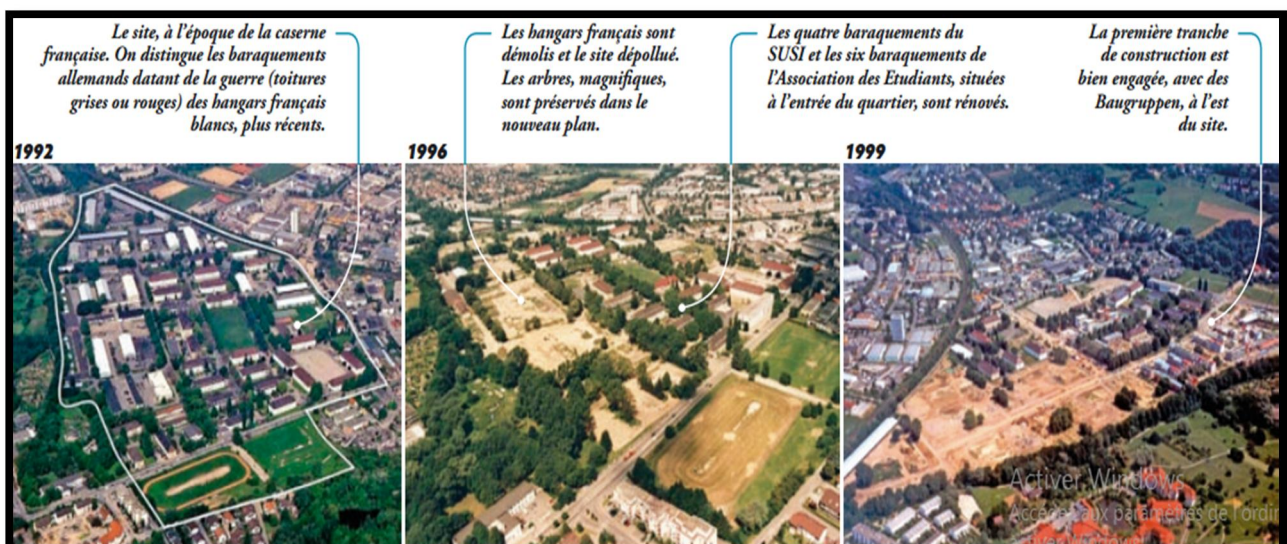 Le site, à l'époque de la caserne
française. On distingue les baraquements
allemands datant de la guerre (toitures
grises ou rouges) des hangars français
blancs, plus récents.
Les hangars français sont
démolis et le site dépollué.
Les arbres, magnifiques,
sont préservés dans le
nouveau plan.
Les quatre baraquements du
SUSI et les six baraquements de
l'Association des Etudiants, situées
à l'entrée du quartier, sont rénovés.
La première tranche
de construction est
bien engagée, avec des
Baugruppen, à l'est
du site.
1992
1996
1999
Activer Windows
Accédez aux paramètres de l'ordin